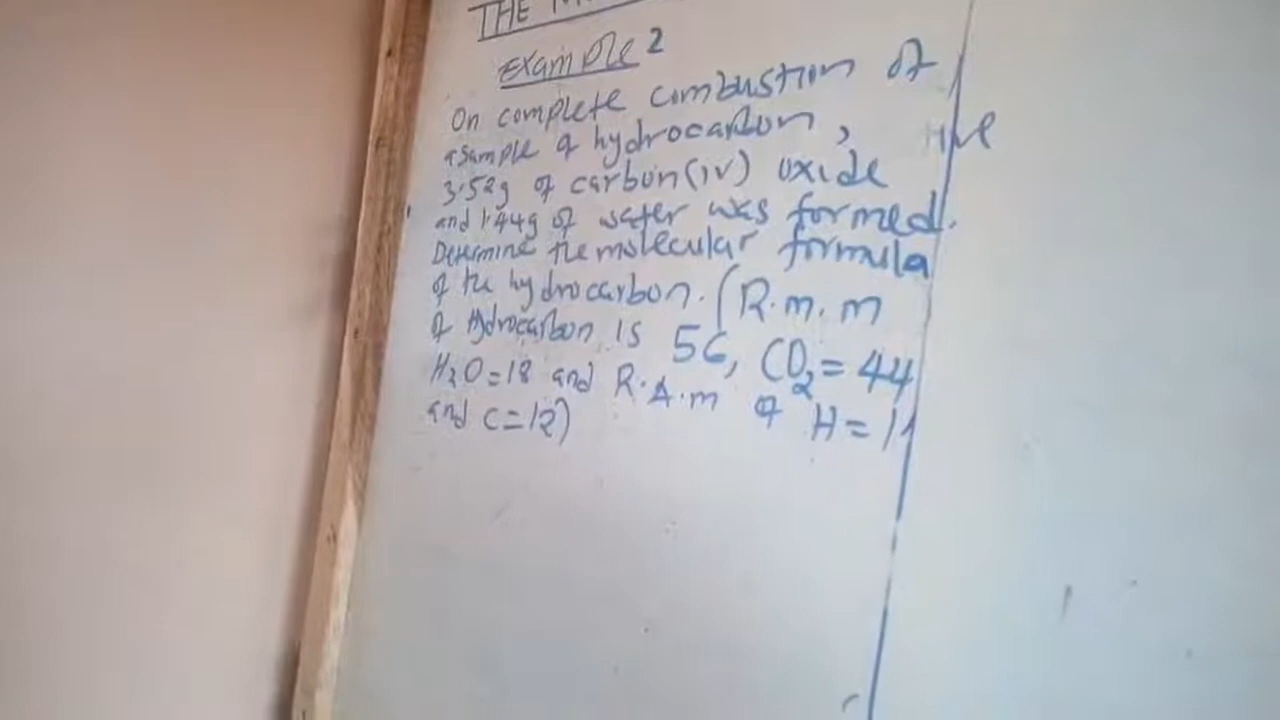 THE
Example 2
On complete combustion of
a sample of hydrocarbon,
3.52g of carbon(iv) oxide
and 1.44g of water was formed.
Determine the molecular formula
of the hydrocarbon. (R.m.m
of Hydrocarbon is 56, CO₂ = 44
H₂O = 18 and R.A.m of H = 1
and C = 12)